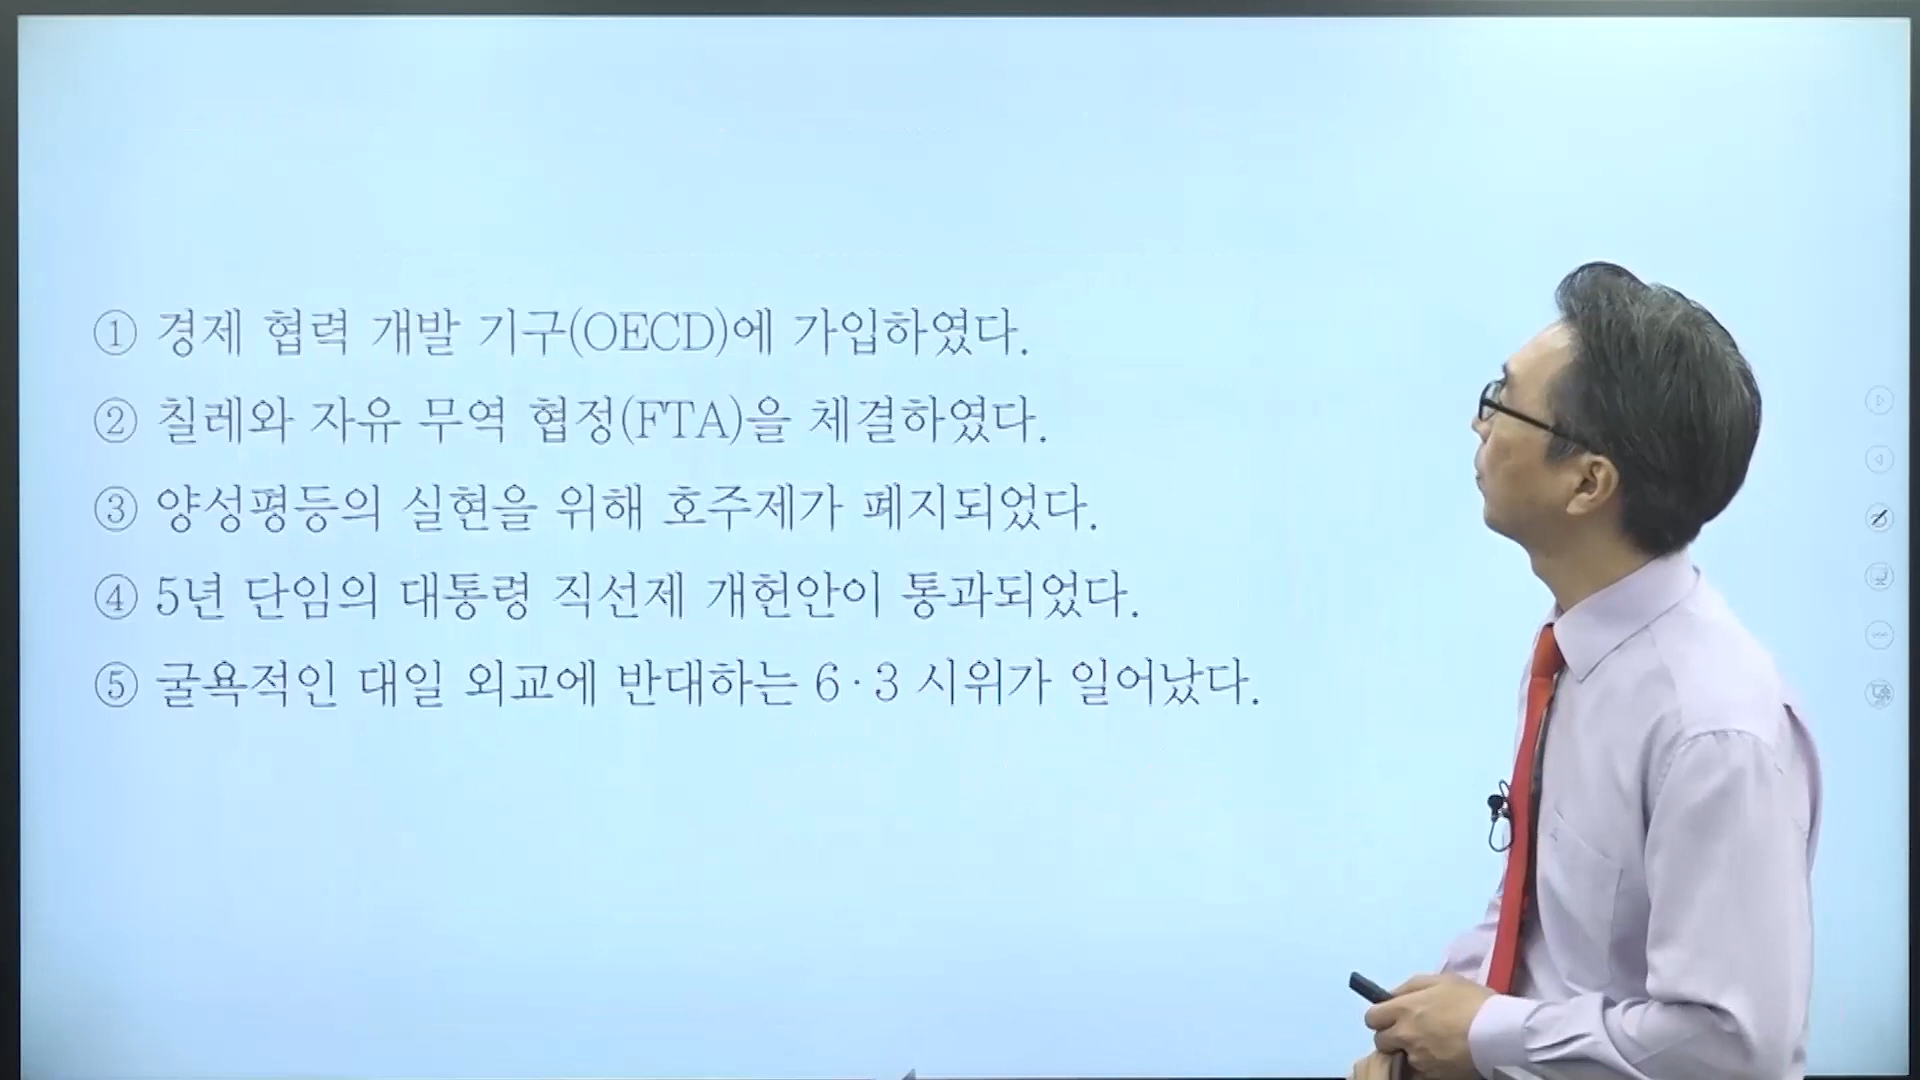 ① 경제 협력 개발 기구(OECD)에 가입하였다.
② 칠레와 자유 무역 협정(FTA)을 체결하였다.
③ 양성평등의 실현을 위해 호주제가 폐지되었다.
④ 5년 단임의 대통령 직선제 개헌안이 통과되었다.
⑤ 굴욕적인 대일 외교에 반대하는 6·3 시위가 일어났다.